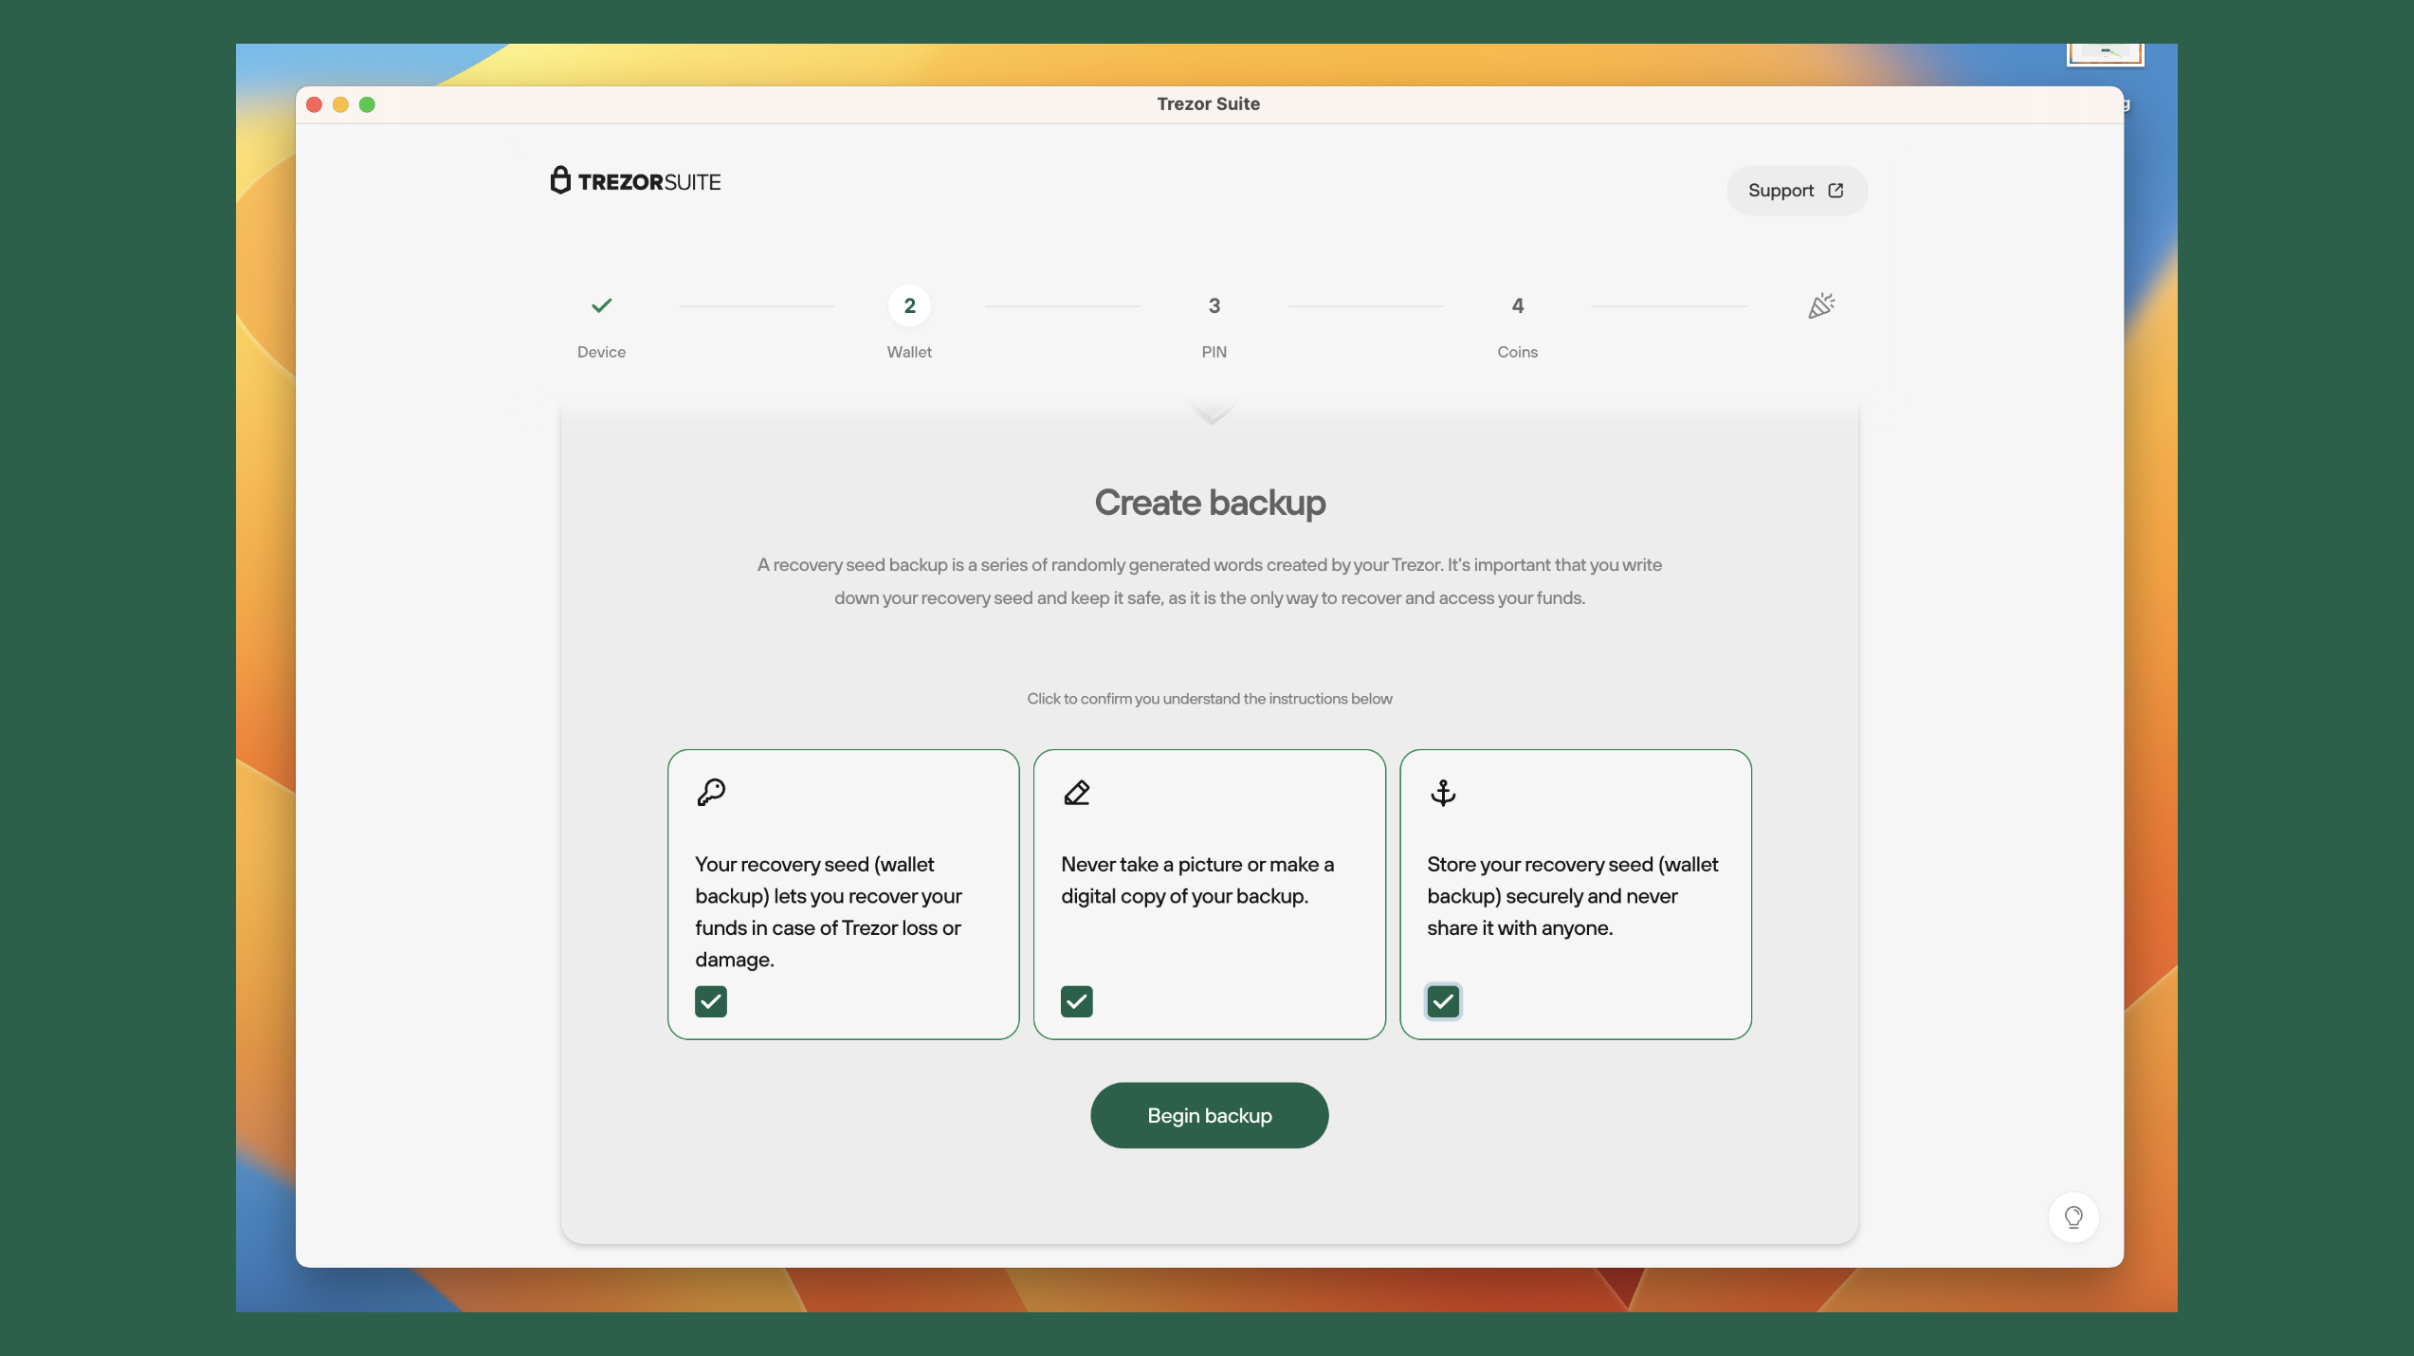 Trezor Suite
TREZORSUITE
Support
2
3
4
Device
Wallet
PIN
Coins
Create backup
A recovery seed backup is a series of randomly generated words created by your Trezor. It's important that you write
down your recovery seed and keep it safe, as it is the only way to recover and access your funds.
Click to confirm you understand the instructions below
Your recovery seed (wallet
backup) lets you recover your
funds in case of Trezor loss or
damage.
Never take a picture or make a
digital copy of your backup.
Store your recovery seed (wallet
backup) securely and never
share it with anyone.
Begin backup